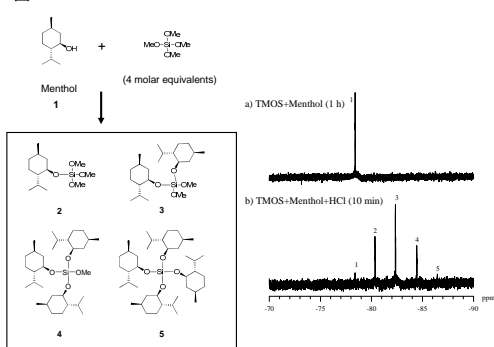 OH
+
OMe
MeO-Si-OMe
OMe
Menthol
1
(4 molar equivalents)
O
OMe
Si-OMe
OMe
2
O
O
Si-OMe
OMe
3
O
O-Si-OMe
O
4
O
O-Si-O
O
5
a) TMOS+Menthol (1 h)
1
b) TMOS+Menthol+HCl (10 min)
1
2
3
4
5
-70
-75
-80
-85
-90
ppm